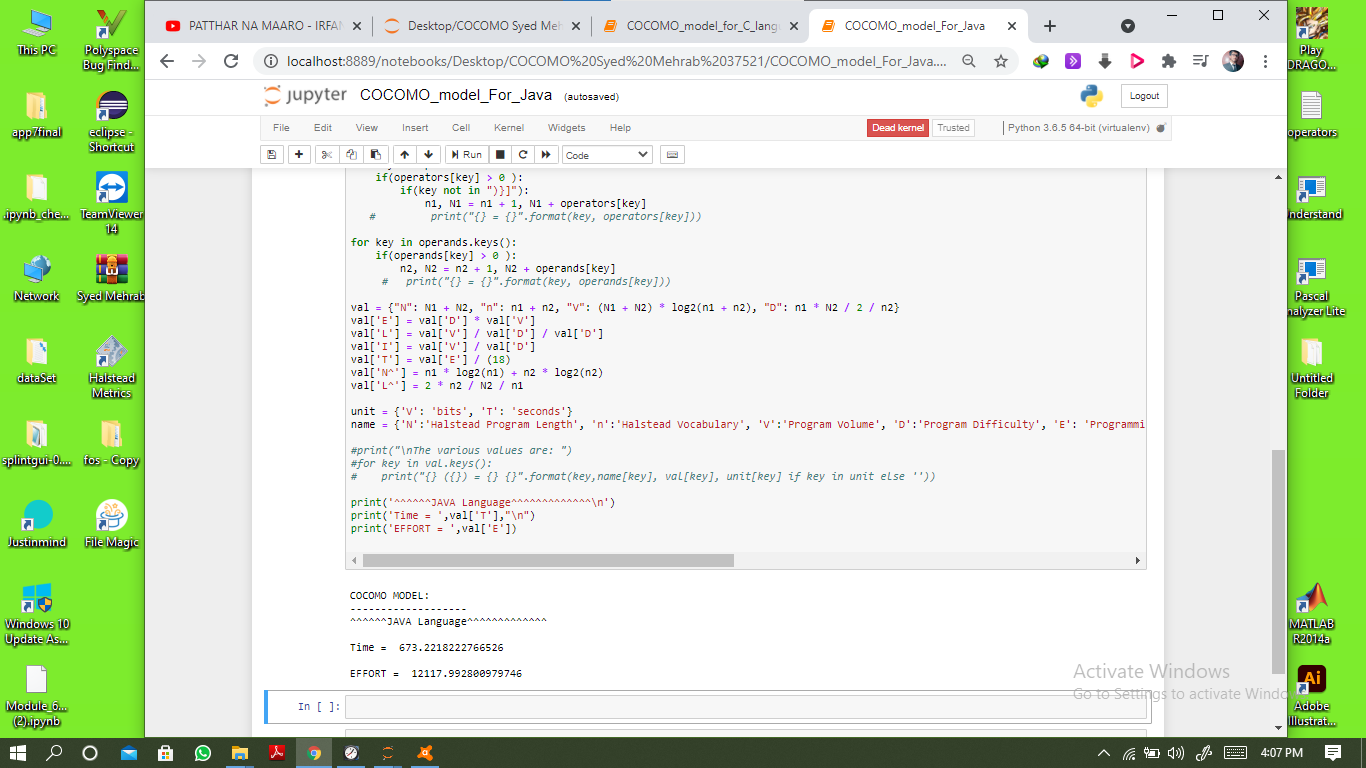 This PC
Polyspace
Bug Find...
app7final
eclipse -
Shortcut
.ipynb_che...
TeamViewer
14
Network
Syed Mehrab
dataSet
Halstead
Metrics
splintgui-0....
fos - Copy
Justinmind
File Magic
Windows 10
Update As...
Module_6...
(2).ipynb
PATTHAR NA MAARO - IRFAN
Desktop/COCOMO Syed Meh
COCOMO_model_for_C_langu
COCOMO_model_For_Java
localhost:8889/notebooks/Desktop/COCOMO%20Syed%20Mehrab%2037521/COCOMO_model_For_Java....
jupyter COCOMO_model_For_Java (autosaved)
Logout
File Edit View Insert Cell Kernel Widgets Help
Dead kernel Trusted Python 3.6.5 64-bit (virtualenv)
Run Code
if(operators[key] > 0 ):
if(key not in ")}]"):
n1, N1 = n1 + 1, N1 + operators[key]
# print("{} = {}".format(key, operators[key]))
for key in operands.keys():
if(operands[key] > 0 ):
n2, N2 = n2 + 1, N2 + operands[key]
# print("{} = {}".format(key, operands[key]))
val = {"N": N1 + N2, "n": n1 + n2, "V": (N1 + N2) * log2(n1 + n2), "D": n1 * N2 / 2 / n2}
val['E'] = val['D'] * val['V']
val['L'] = val['V'] / val['D'] / val['D']
val['I'] = val['V'] / val['D']
val['T'] = val['E'] / (18)
val['N^'] = n1 * log2(n1) + n2 * log2(n2)
val['L^'] = 2 * n2 / N2 / n1
unit = {'V': 'bits', 'T': 'seconds'}
name = {'N':'Halstead Program Length', 'n':'Halstead Vocabulary', 'V':'Program Volume', 'D':'Program Difficulty', 'E': 'Programmi
#print("\nThe various values are: ")
#for key in val.keys():
# print("{} ({}) = {} {}".format(key,name[key], val[key], unit[key] if key in unit else ''))
print('^^^^^^JAVA Language^^^^^^^^^^^^^\n')
print('Time = ',val['T'],"\n")
print('EFFORT = ',val['E'])
COCOMO MODEL:
-------------------
^^^^^^JAVA Language^^^^^^^^^^^^^
Time =  673.2218222766526
EFFORT =  12117.992800979746
In [ ]:
Activate Windows
Go to Settings to activate Windo
Play
DRAGO...
operators
nderstand
Pascal
nalyzer Lite
Untitled
Folder
MATLAB
R2014a
Ai
Adobe
Illustrat...
4:07 PM